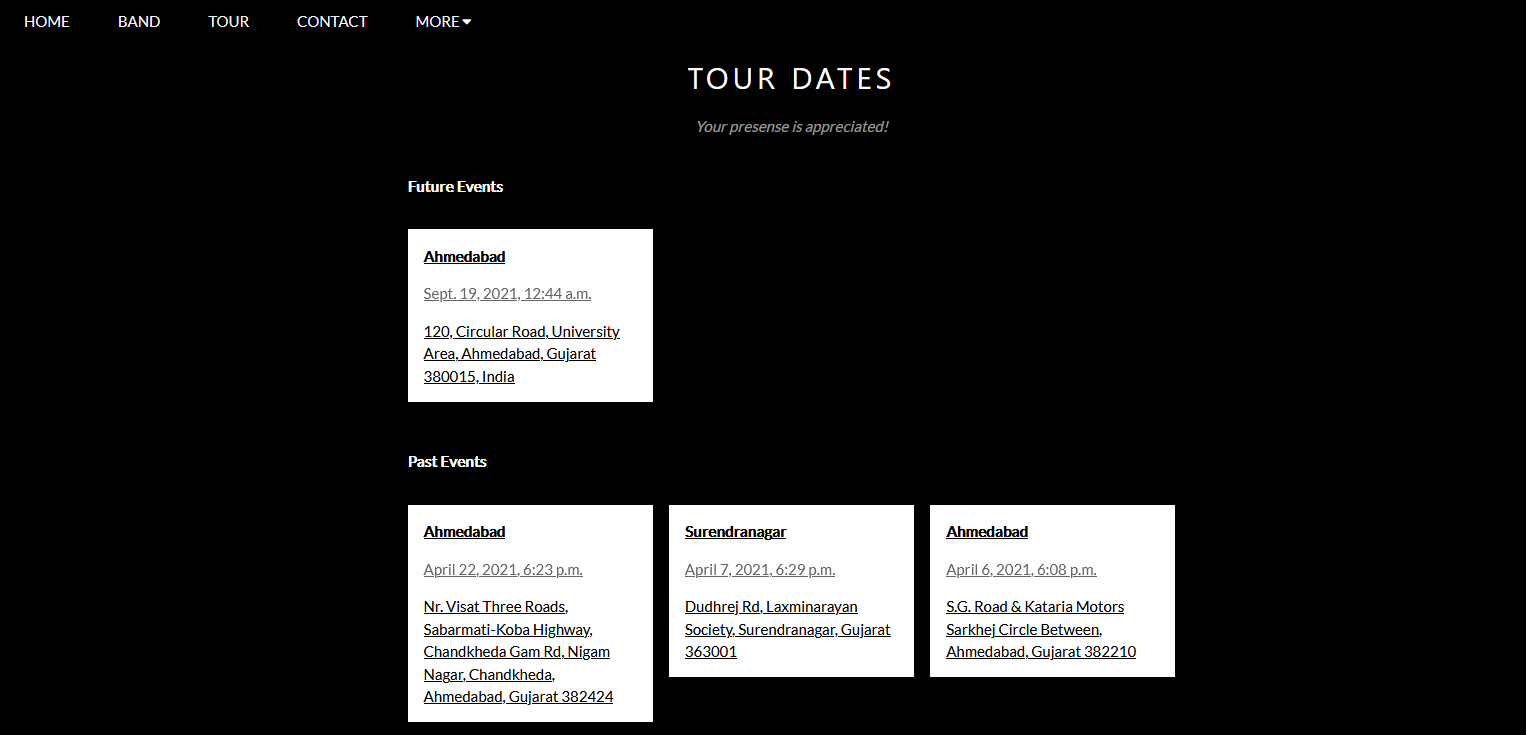 HOME BAND TOUR CONTACT MORE
TOUR DATES
Your presense is appreciated!
Future Events
Ahmedabad
Sept. 19, 2021, 12:44 a.m.
120, Circular Road, University
Area, Ahmedabad, Gujarat
380015, India
Past Events
Ahmedabad
April 22, 2021, 6:23 p.m.
Nr. Visat Three Roads,
Sabarmati-Koba Highway,
Chandkheda Gam Rd, Nigam
Nagar, Chandkheda,
Ahmedabad, Gujarat 382424
Surendranagar
April 7, 2021, 6:29 p.m.
Dudhrej Rd, Laxminarayan
Society, Surendranagar, Gujarat
363001
Ahmedabad
April 6, 2021, 6:08 p.m.
S.G. Road & Kataria Motors
Sarkhej Circle Between,
Ahmedabad, Gujarat 382210